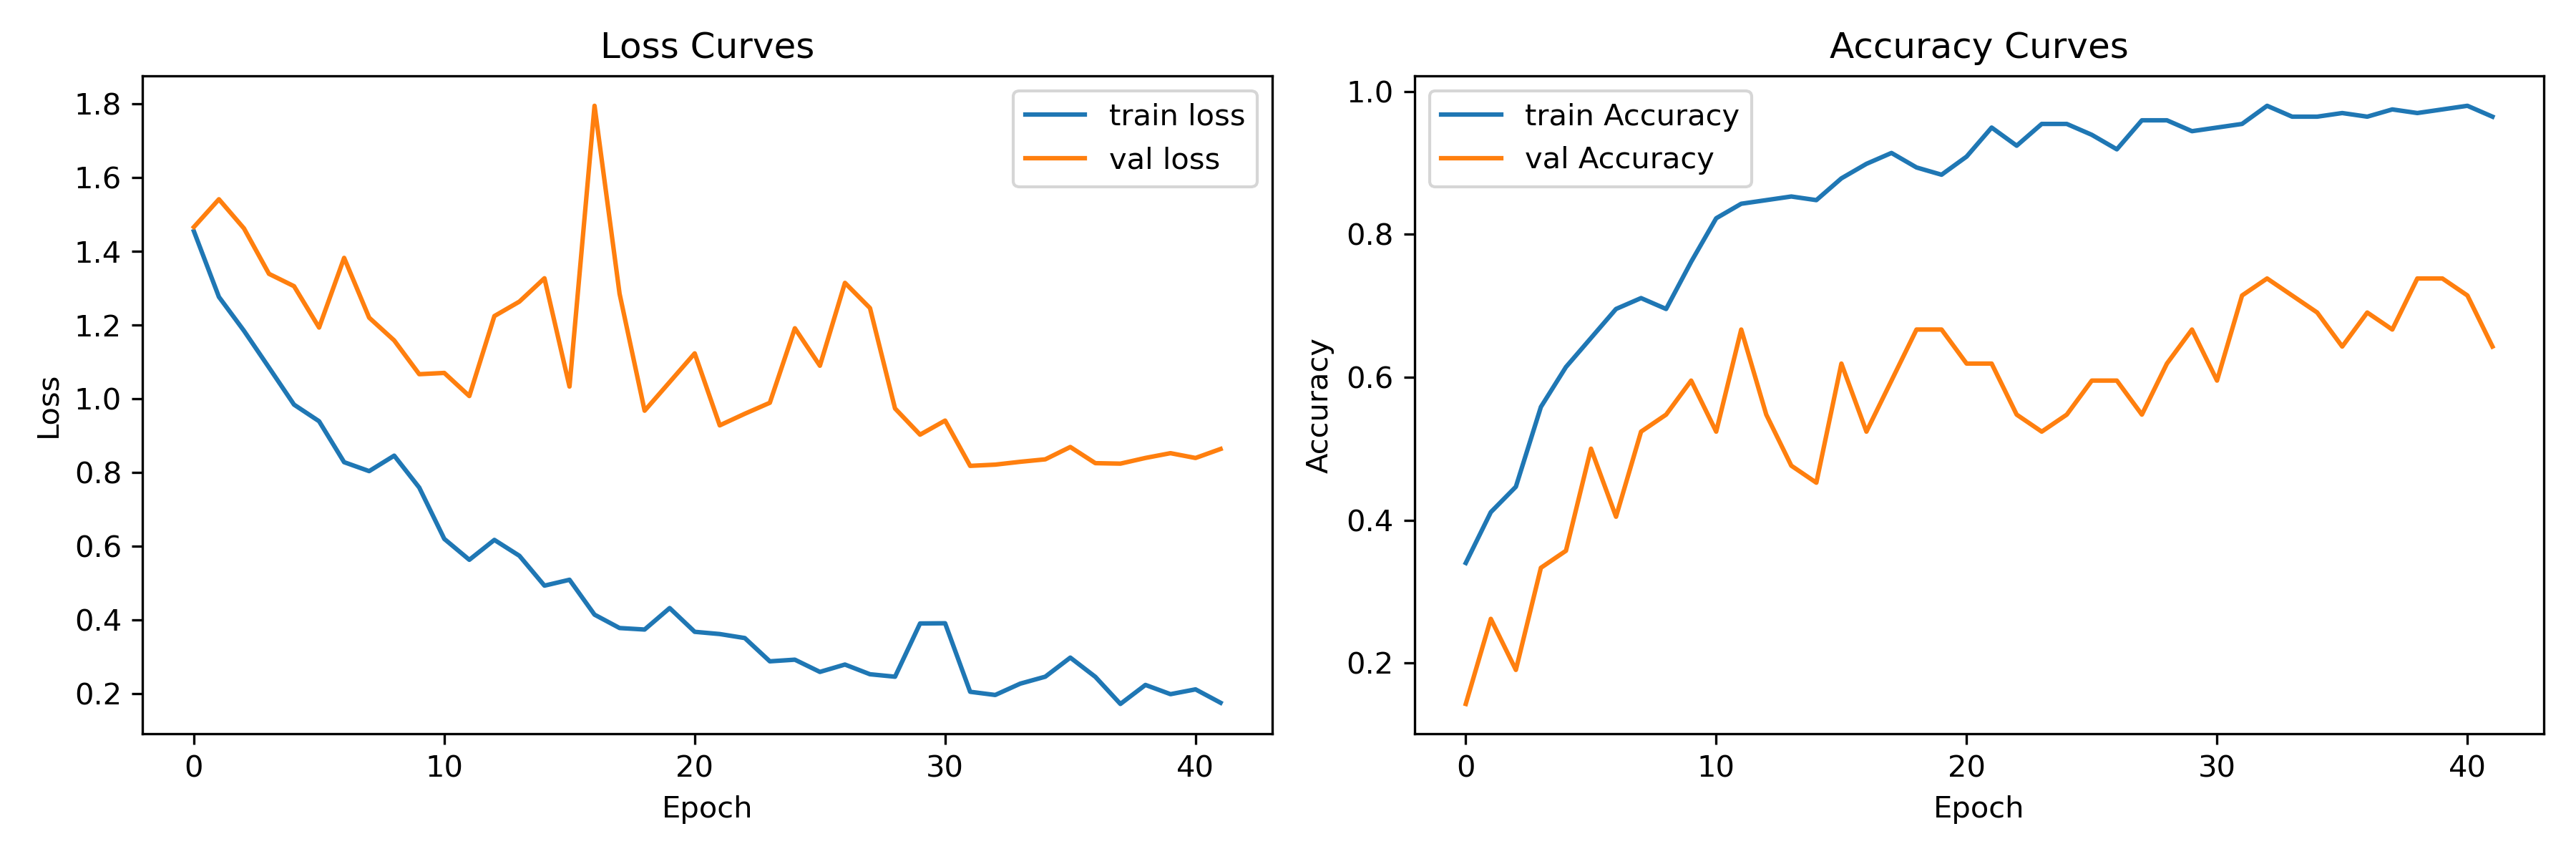 Loss Curves
1.8
1.6
1.4
1.2
1.0
0.8
0.6
0.4
0.2
Loss
0 10 20 30 40
Epoch
train loss
val loss
Accuracy Curves
1.0
0.8
0.6
0.4
0.2
Accuracy
0 10 20 30 40
Epoch
train Accuracy
val Accuracy